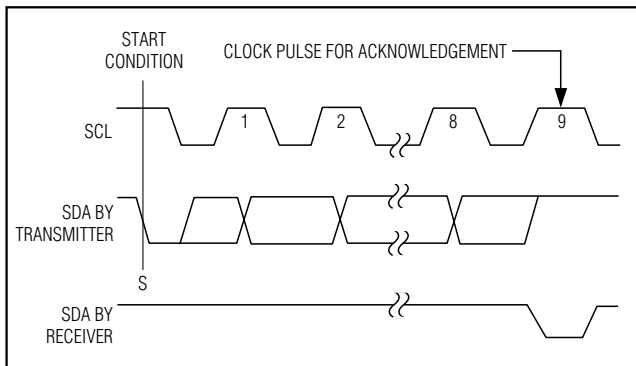 START
CONDITION
CLOCK PULSE FOR ACKNOWLEDGEMENT
SCL
1
2
8
9
SDA BY
TRANSMITTER
S
SDA BY
RECEIVER